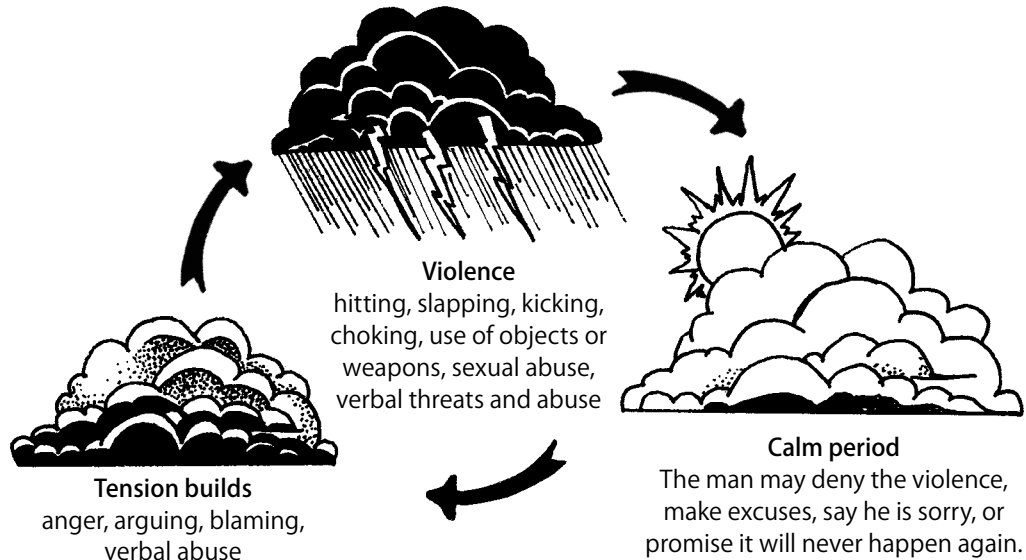 Violence
hitting, slapping, kicking,
choking, use of objects or
weapons, sexual abuse,
verbal threats and abuse
Calm period
The man may deny the violence,
make excuses, say he is sorry, or
promise it will never happen again.
Tension builds
anger, arguing, blaming,
verbal abuse